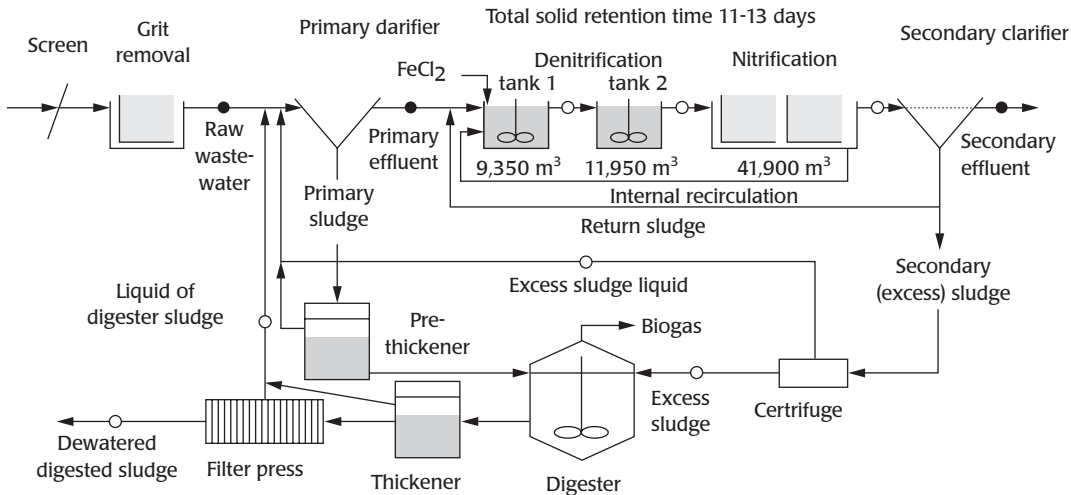 Total solid retention time 11-13 days
Screen
Grit
removal
Primary darifier
Secondary clarifier
FeCl2
Denitrification
tank 1
tank 2
Nitrification
Raw
waste-
water
Primary
effluent
9,350 m3
11,950 m3
41,900 m3
Secondary
effluent
Internal recirculation
Return sludge
Primary
sludge
Secondary
(excess) sludge
Excess sludge liquid
Liquid of
digester sludge
Pre-
thickener
Biogas
Excess
sludge
Certrifuge
Dewatered
digested sludge
Filter press
Thickener
Digester